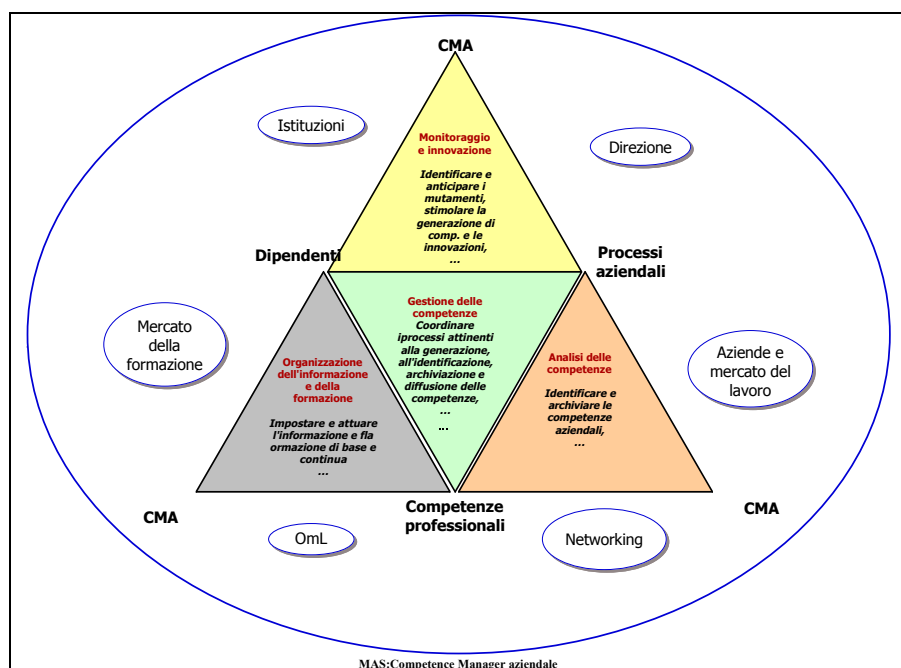 CMA
Istituzioni
Direzione
Monitoraggio
e innovazione
Identificare e
anticipare i
mutamenti,
stimolare la
generazione di
comp. e le
innovazioni,
...
Dipendenti
Processi
aziendali
Gestione delle
competenze
Coordinare
iprocessi attinenti
alla generazione,
all'identificazione,
archiviazione e
diffusione delle
competenze,
...
...
Mercato
della
formazione
Organizzazione
dell'informazione
e della
formazione
Impostare e attuare
l'informazione e fla
ormazione di base e
continua
...
Analisi delle
competenze
Identificare e
archiviare le
competenze
aziendali,
...
Aziende e
mercato del
lavoro
CMA
Competenze
professionali
CMA
OmL
Networking
MAS:Competence Manager aziendale